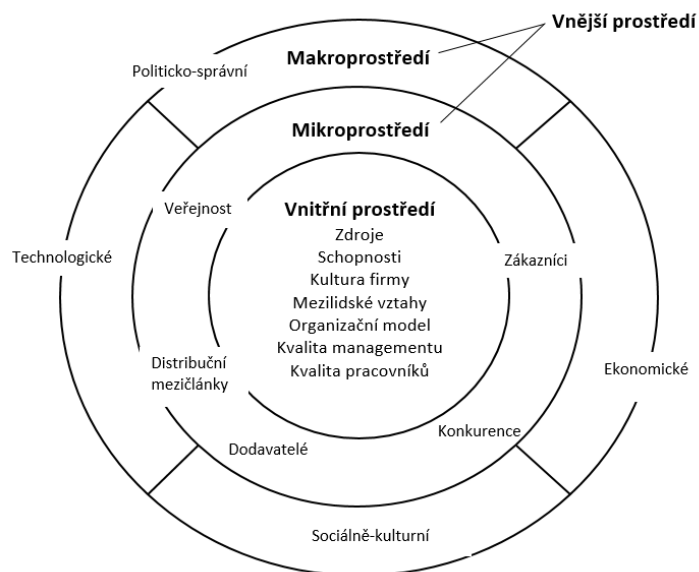 Vnější prostředí
Makroprostředí
Politicko-správní
Mikroprostředí
Veřejnost
Vnitřní prostředí
Zdroje
Schopnosti
Kultura firmy
Mezilidské vztahy
Organizační model
Kvalita managementu
Kvalita pracovníků
Technologické
Zákazníci
Distribuční
mezičlánky
Ekonomické
Konkurence
Dodavatelé
Sociálně-kulturní